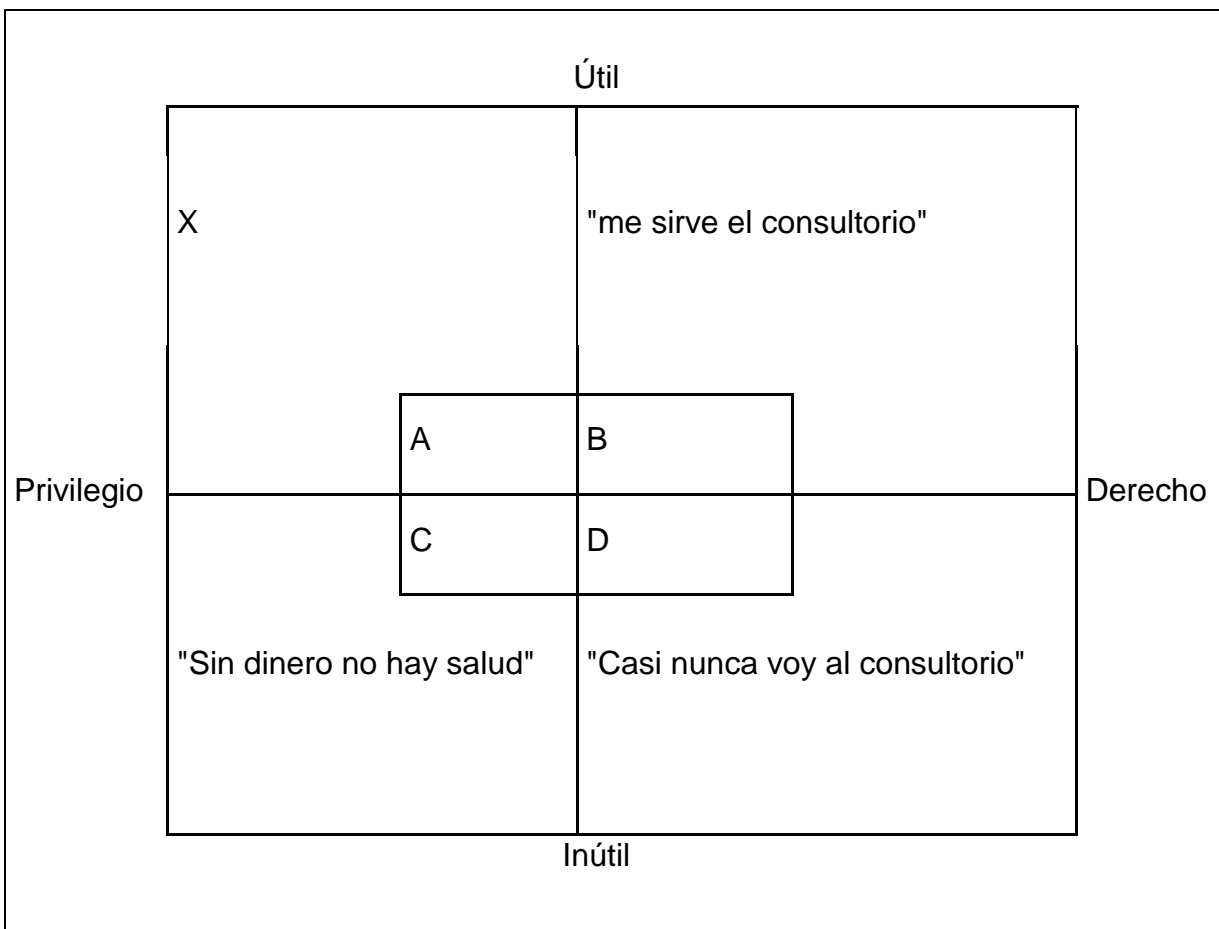 Útil
X
"me sirve el consultorio"
A
B
Privilegio
Derecho
C
D
"Sin dinero no hay salud"
"Casi nunca voy al consultorio"
Inútil